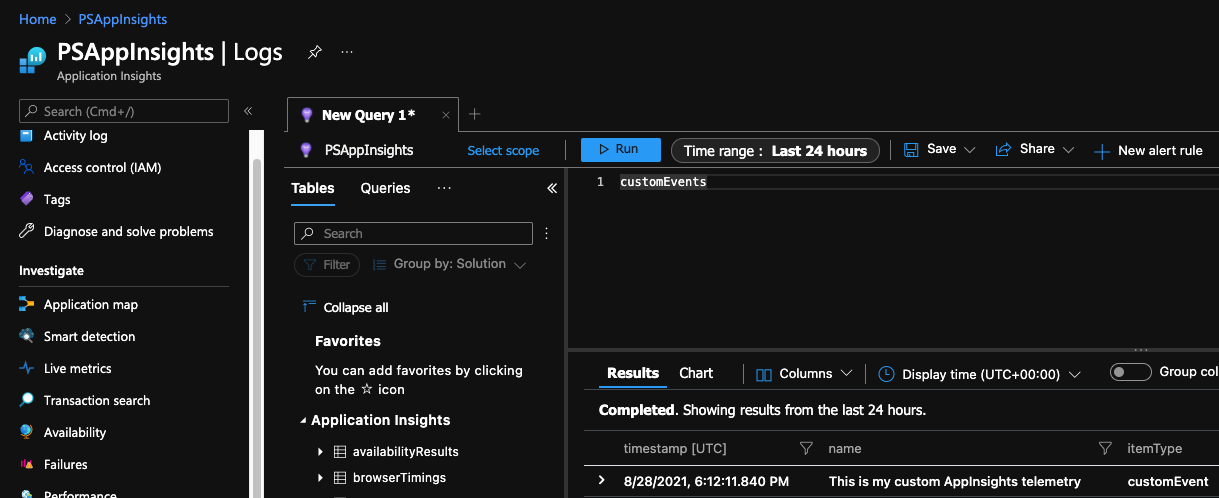 Home > PSAppInsights
PSAppInsights | Logs
...
Application Insights
Search (Cmd+/)
«
Activity log
Access control (IAM)
Tags
Diagnose and solve problems
Investigate
Application map
Smart detection
Live metrics
Transaction search
Availability
Failures
Performance
New Query 1*
PSAppInsights
Select scope
Run
Time range : Last 24 hours
Save
Share
New alert rule
Tables
Queries
...
«
Search
Filter
Group by: Solution
Collapse all
Favorites
You can add favorites by clicking
on the ☆ icon
Application Insights
availabilityResults
browserTimings
1 customEvents
...
Results
Chart
Columns
Display time (UTC+00:00)
Group col
Completed. Showing results from the last 24 hours.
timestamp [UTC] name itemType
8/28/2021, 6:12:11.840 PM This is my custom AppInsights telemetry customEvent